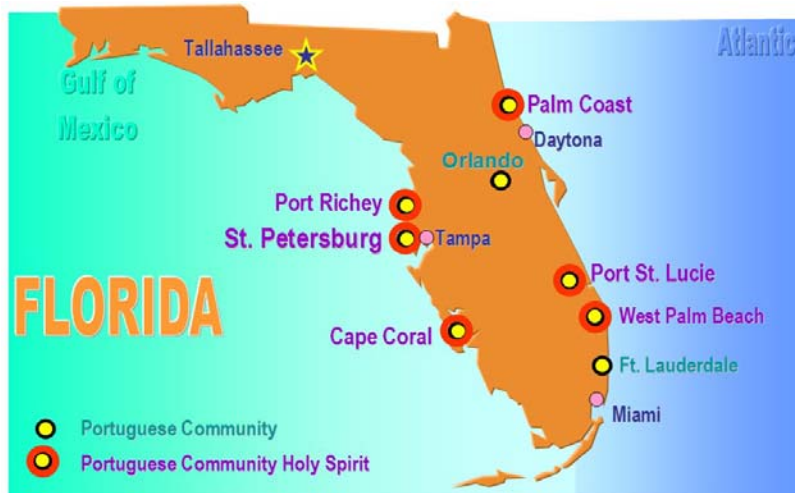 Tallahassee
Atlantic
Gulf of
Mexico
Palm Coast
Daytona
Orlando
Port Richey
St. Petersburg
Tampa
Port St. Lucie
FLORIDA
West Palm Beach
Cape Coral
Ft. Lauderdale
Miami
Portuguese Community
Portuguese Community Holy Spirit